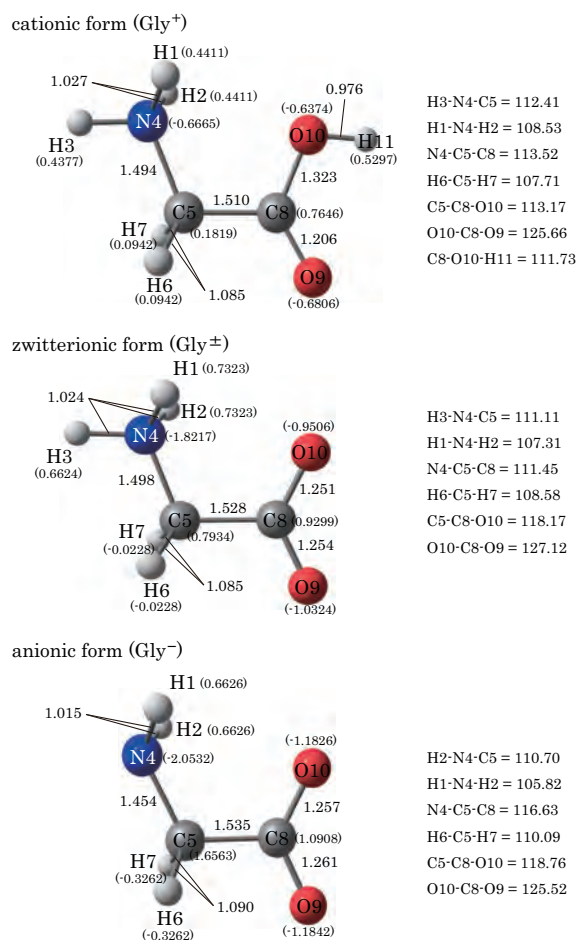 cationic form (Gly⁺)
H1(0.4411)
1.027
H2(0.4411)
N4(-0.6665)
H3
(0.4377)
1.494
(-0.6374)
O10
0.976
H11
(0.5297)
1.323
1.510
C5
(0.1819)
C8(0.7646)
H7
(0.0942)
H6
(0.0942)
1.085
1.206
O9
(-0.6806)
H3-N4-C5 = 112.41
H1-N4-H2 = 108.53
N4-C5-C8 = 113.52
H6-C5-H7 = 107.71
C5-C8-O10 = 113.17
O10-C8-O9 = 125.66
C8-O10-H11 = 111.73
zwitterionic form (Gly±)
H1(0.7323)
1.024
H2(0.7323)
N4(-1.8217)
H3
(0.6624)
1.498
(-0.9506)
O10
1.251
1.528
C5
(0.7934)
C8(0.9299)
H7
(-0.0228)
H6
(-0.0228)
1.085
1.254
O9
(-1.0324)
H3-N4-C5 = 111.11
H1-N4-H2 = 107.31
N4-C5-C8 = 111.45
H6-C5-H7 = 108.58
C5-C8-O10 = 118.17
O10-C8-O9 = 127.12
anionic form (Gly⁻)
H1(0.6626)
1.015
H2(0.6626)
N4(-2.0532)
1.454
(-1.1826)
O10
1.257
1.535
C5
(1.6563)
C8(1.0908)
H7
(-0.3262)
H6
(-0.3262)
1.090
1.261
O9
(-1.1842)
H2-N4-C5 = 110.70
H1-N4-H2 = 105.82
N4-C5-C8 = 116.63
H6-C5-H7 = 110.09
C5-C8-O10 = 118.76
O10-C8-O9 = 125.52